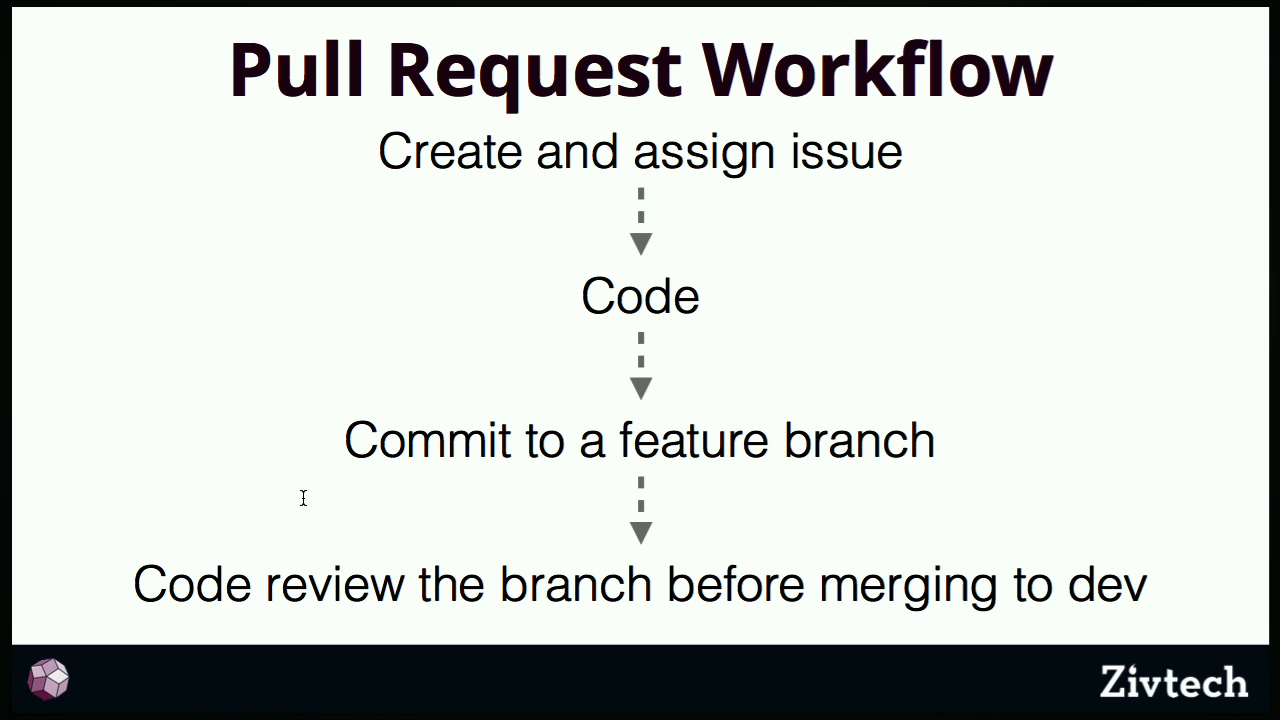 Pull Request Workflow
Create and assign issue
Code
Commit to a feature branch
Code review the branch before merging to dev
Zivtech